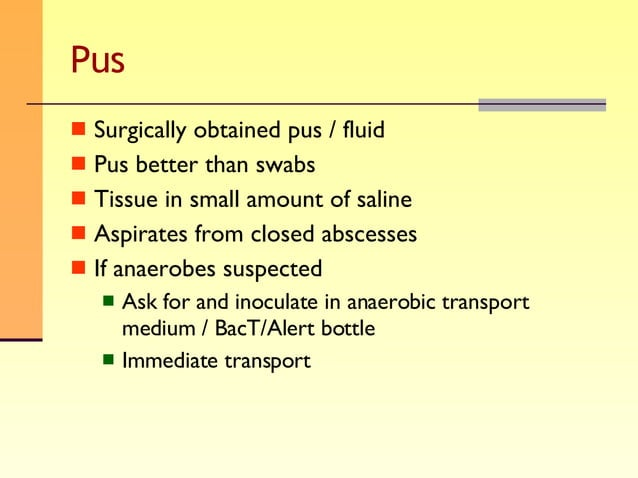 Pus
Surgically obtained pus / fluid
Pus better than swabs
Tissue in small amount of saline
Aspirates from closed abscesses
If anaerobes suspected
Ask for and inoculate in anaerobic transport
medium / BacT/Alert bottle
Immediate transport